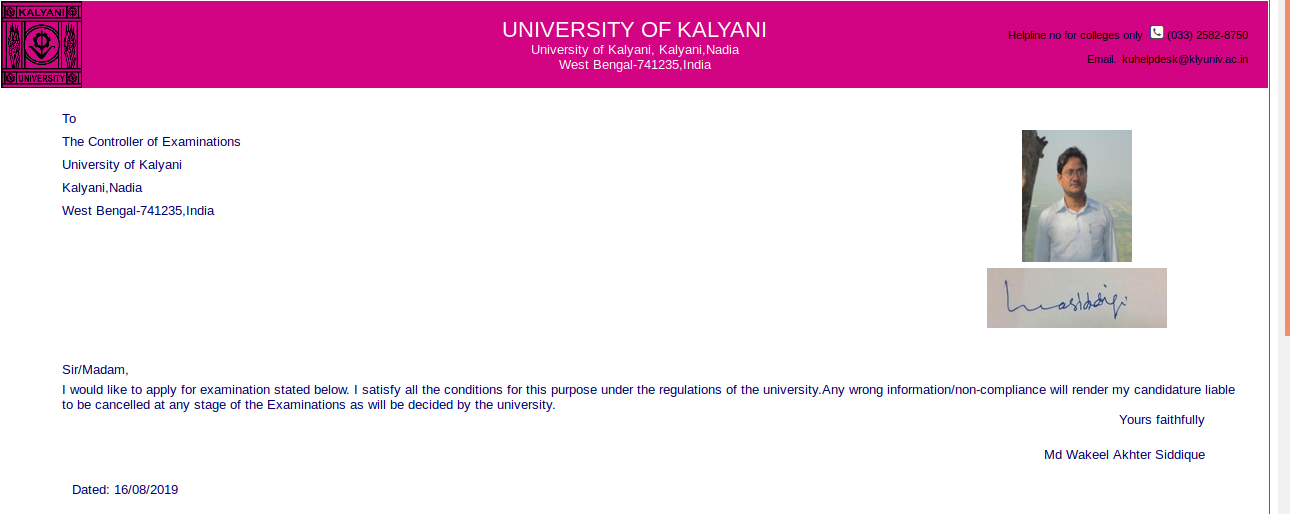 KALYANI
UNIVERSITY
UNIVERSITY OF KALYANI
University of Kalyani, Kalyani,Nadia
West Bengal-741235,India
Helpline no for colleges only (033) 2582-8750
Email. kuhelpdesk@klyuniv.ac.in
To
The Controller of Examinations
University of Kalyani
Kalyani,Nadia
West Bengal-741235,India
Sir/Madam,
I would like to apply for examination stated below. I satisfy all the conditions for this purpose under the regulations of the university.Any wrong information/non-compliance will render my candidature liable
to be cancelled at any stage of the Examinations as will be decided by the university.
Yours faithfully
Md Wakeel Akhter Siddique
Dated: 16/08/2019